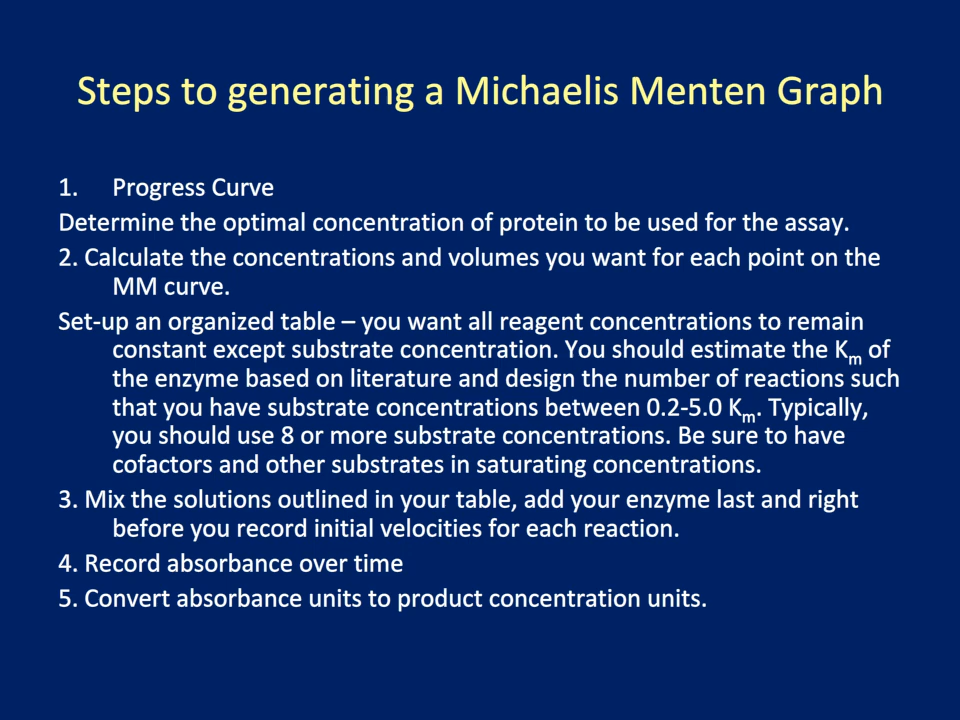 Steps to generating a Michaelis Menten Graph
1. Progress Curve
Determine the optimal concentration of protein to be used for the assay.
2. Calculate the concentrations and volumes you want for each point on the
MM curve.
Set-up an organized table – you want all reagent concentrations to remain
constant except substrate concentration. You should estimate the Km of
the enzyme based on literature and design the number of reactions such
that you have substrate concentrations between 0.2-5.0 Km. Typically,
you should use 8 or more substrate concentrations. Be sure to have
cofactors and other substrates in saturating concentrations.
3. Mix the solutions outlined in your table, add your enzyme last and right
before you record initial velocities for each reaction.
4. Record absorbance over time
5. Convert absorbance units to product concentration units.